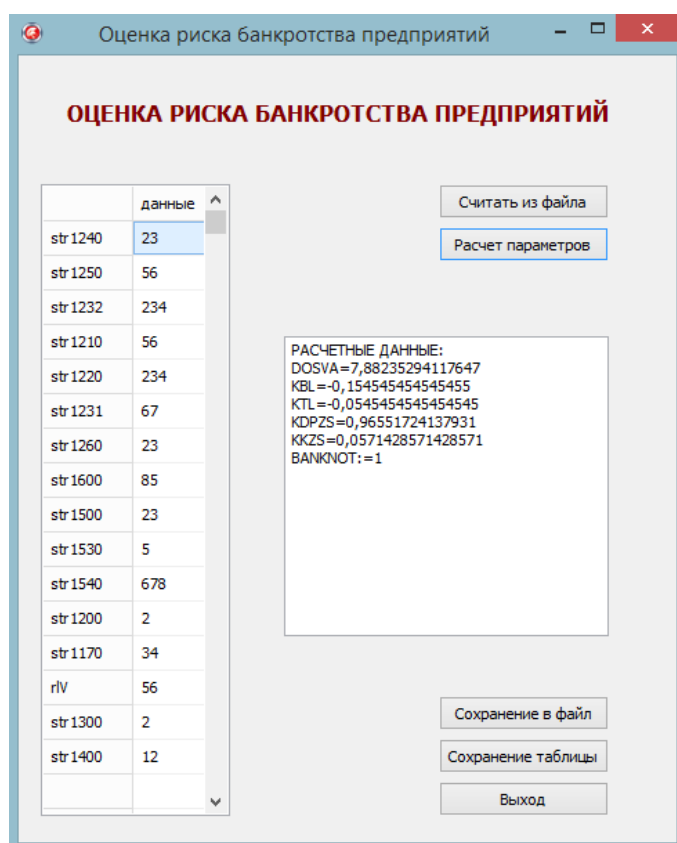 Оценка риска банкротства предприятий
ОЦЕНКА РИСКА БАНКРОТСТВА ПРЕДПРИЯТИЙ
данные
str1240 23
str1250 56
str1232 234
str1210 56
str1220 234
str1231 67
str1260 23
str1600 85
str1500 23
str1530 5
str1540 678
str1200 2
str1170 34
rlV 56
str1300 2
str1400 12
Считать из файла
Расчет параметров
РАСЧЕТНЫЕ ДАННЫЕ:
DOSVA=7,88235294117647
KBL=-0,154545454545455
KTL=-0,0545454545454545
KDPZS=0,96551724137931
KKZS=0,0571428571428571
BANKNOT:=1
Сохранение в файл
Сохранение таблицы
Выход